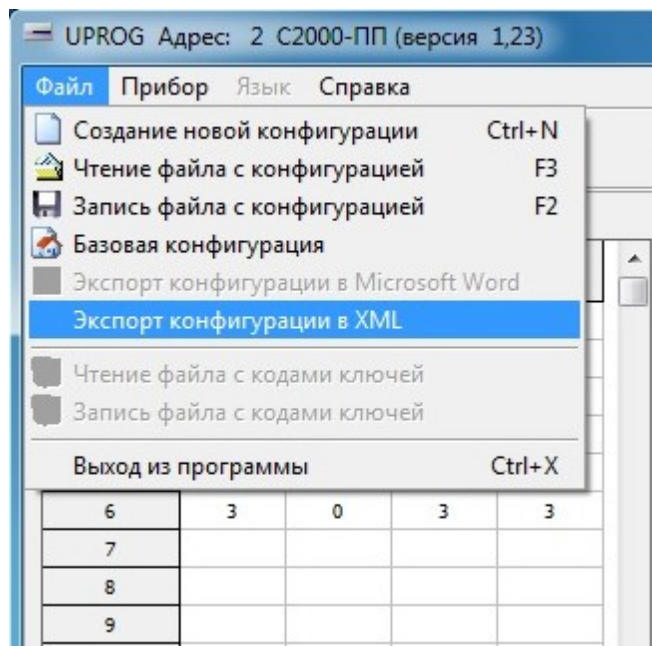 UPROG Адрес: 2 С2000-ПП (версия 1,23)
Файл Прибор Язык Справка
Создание новой конфигурации Ctrl+N
Чтение файла с конфигурацией F3
Запись файла с конфигурацией F2
Базовая конфигурация
Экспорт конфигурации в Microsoft Word
Экспорт конфигурации в XML
Чтение файла с кодами ключей
Запись файла с кодами ключей
Выход из программы Ctrl+X
6 3 0 3 3
7
8
9